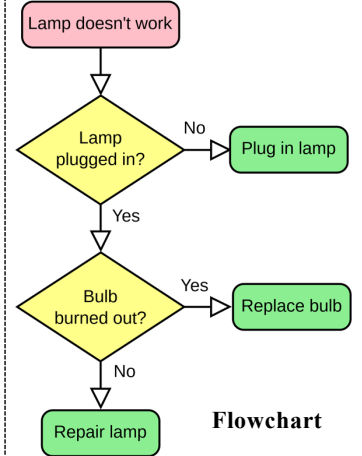 Lamp doesn't work
Lamp
plugged in?
No
Plug in lamp
Yes
Bulb
burned out?
Yes
Replace bulb
No
Repair lamp
Flowchart